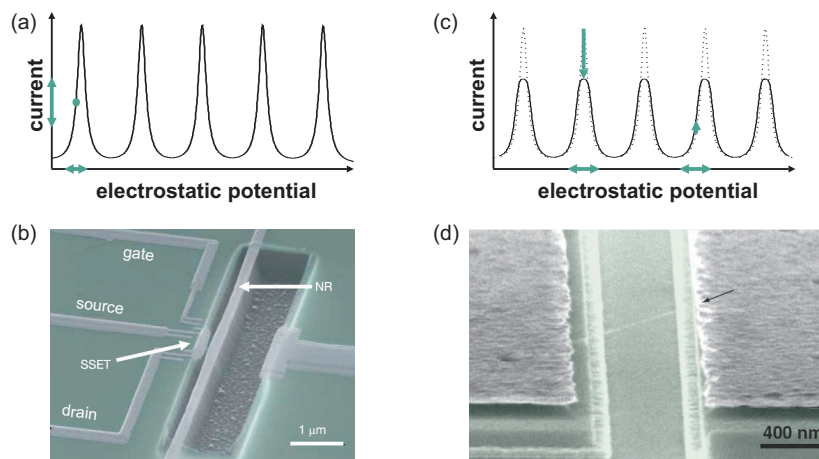 (a)
current
electrostatic potential
(c)
current
electrostatic potential
(b)
gate
source
SSET
drain
NR
1 μm
(d)
400 nm